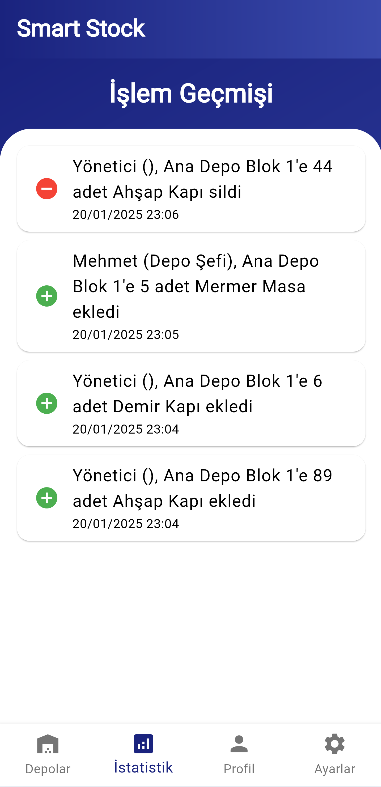 Smart Stock
İşlem Geçmişi
Yönetici (), Ana Depo Blok 1'e 44
adet Ahşap Kapı sildi
20/01/2025 23:06
Mehmet (Depo Şefi), Ana Depo
Blok 1'e 5 adet Mermer Masa
ekledi
20/01/2025 23:05
Yönetici (), Ana Depo Blok 1'e 6
adet Demir Kapı ekledi
20/01/2025 23:04
Yönetici (), Ana Depo Blok 1'e 89
adet Ahşap Kapı ekledi
20/01/2025 23:04
Depolar
İstatistik
Profil
Ayarlar